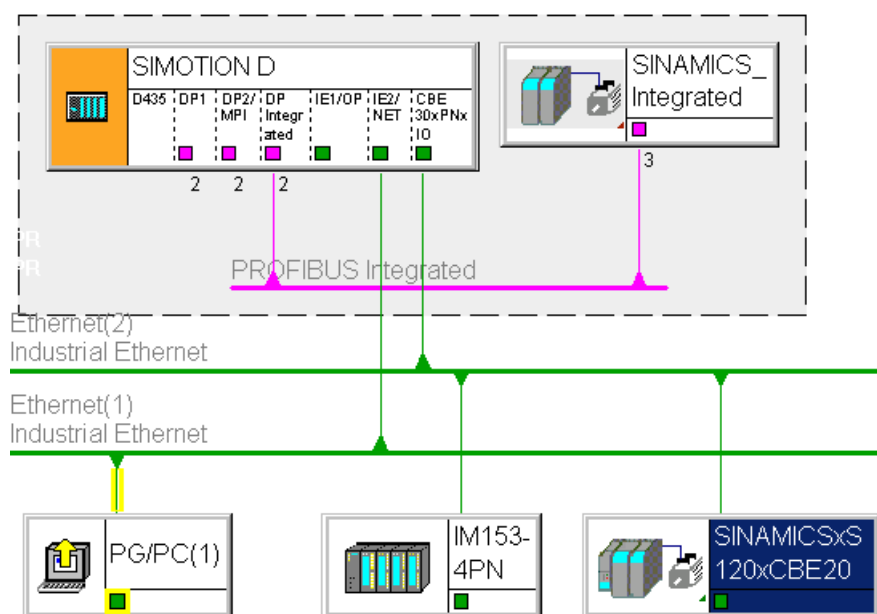 SIMOTION D
D435
DP1
DP2/
MPI
DP
Integr
ated
IE1/OP
IE2/
NET
CBE
30xPNx
IO
2
2
2
SINAMICS_
Integrated
3
PR
PR
PROFIBUS Integrated
Ethernet(2)
Industrial Ethernet
Ethernet(1)
Industrial Ethernet
PG/PC(1)
IM153-
4PN
SINAMICSxS
120xCBE20